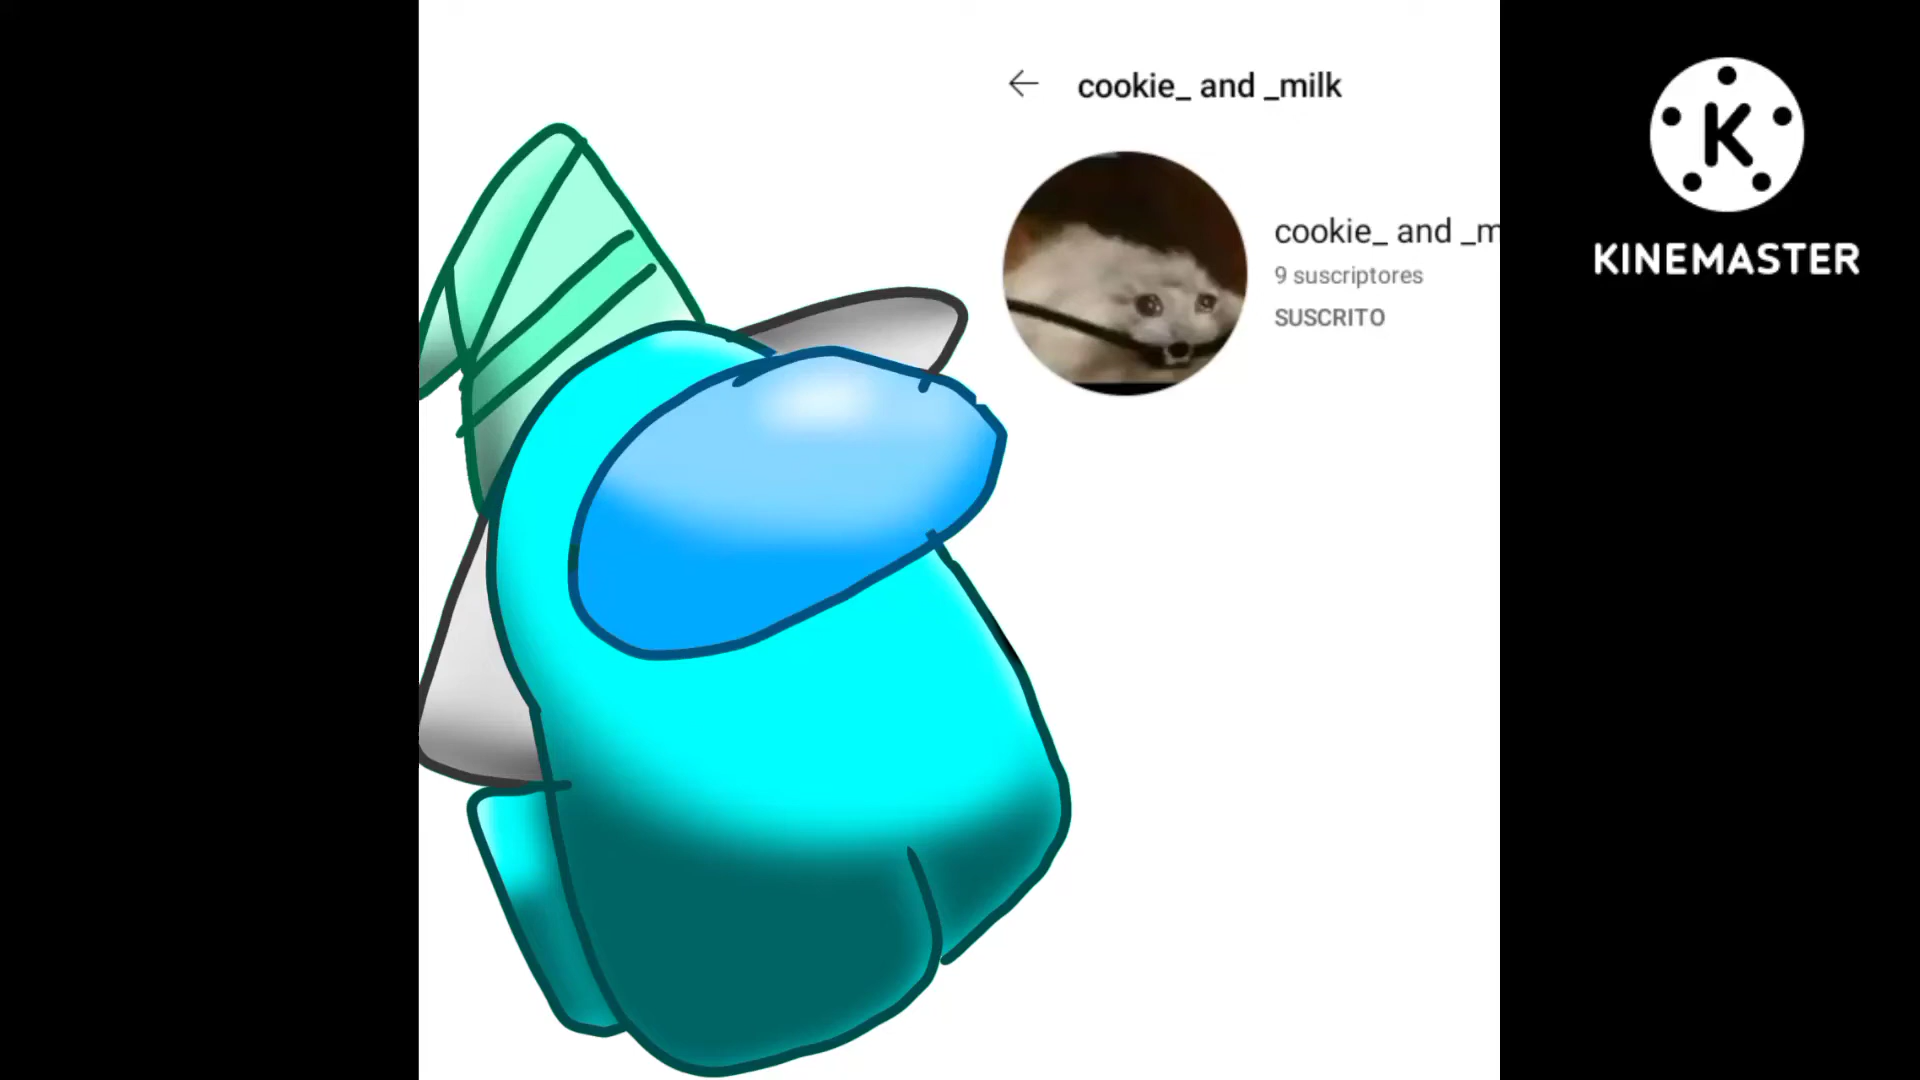 cookie_ and _milk
cookie_ and _m
9 suscriptores
SUSCRITO
K
KINEMASTER